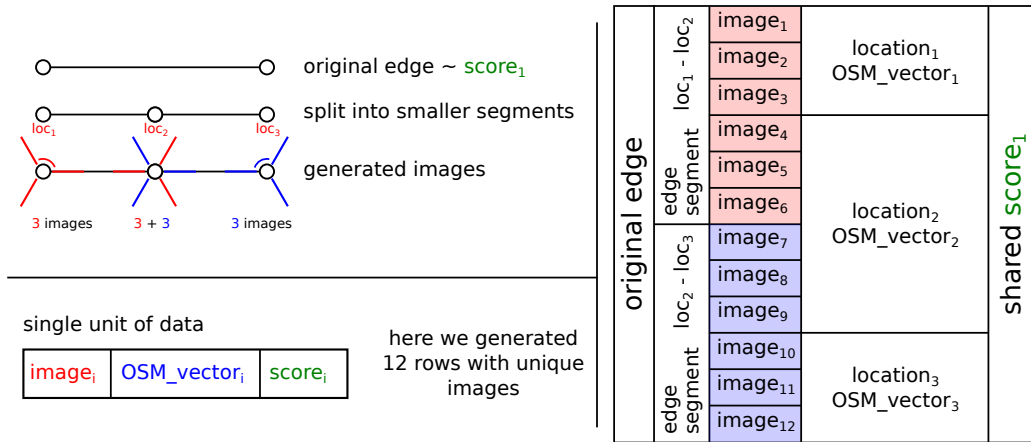 original edge ~ score₁
split into smaller segments
loc₁
loc₂
loc₃
generated images
3 images
3 + 3
3 images
single unit of data
imageᵢ
OSM_vectorᵢ
scoreᵢ
here we generated
12 rows with unique
images
original edge
edge
segment
loc₁ - loc₂
edge
segment
loc₂ - loc₃
image₁
image₂
image₃
image₄
image₅
image₆
image₇
image₈
image₉
image₁₀
image₁₁
image₁₂
location₁
OSM_vector₁
location₂
OSM_vector₂
location₃
OSM_vector₃
shared score₁